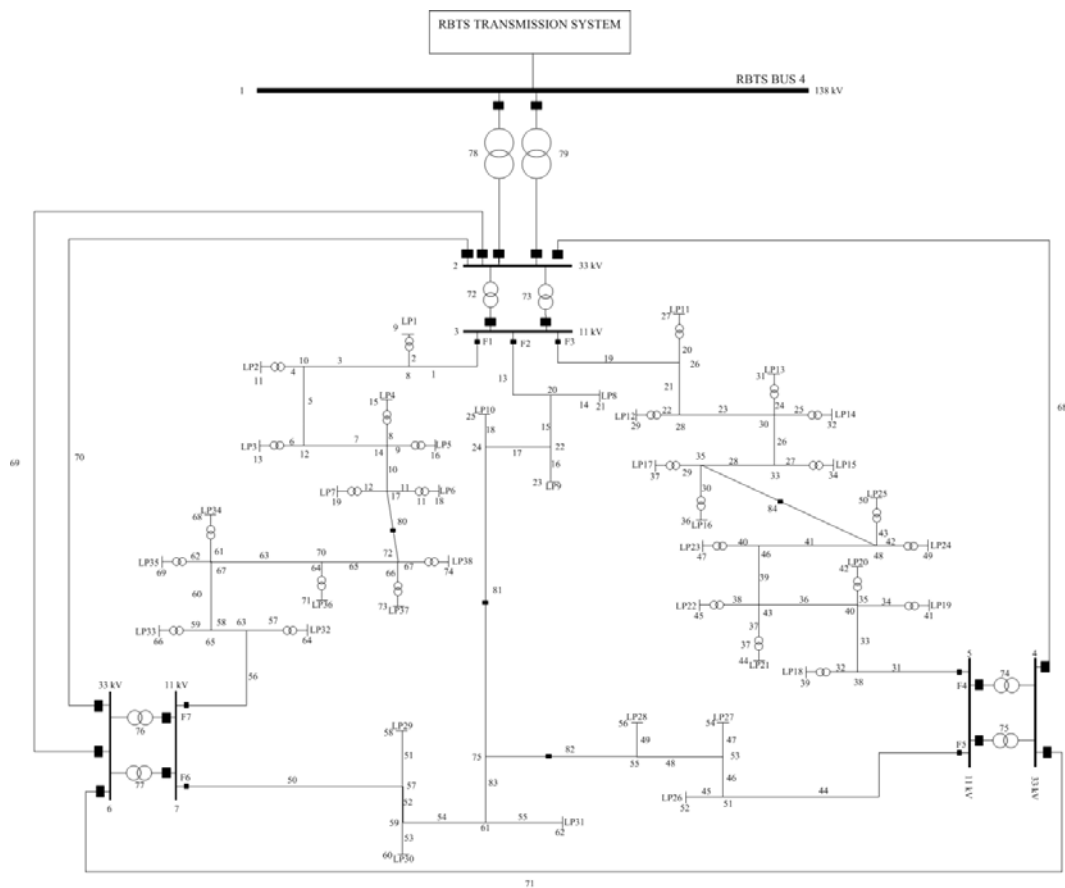 RBTS TRANSMISSION SYSTEM
RBTS BUS 4
1
138 kV
78
79
2
33 kV
72
73
3
11 kV
F1
F2
F3
69
70
68
LP1
9
2
8
1
LP2
11
4
10
3
5
LP3
13
6
12
7
LP4
15
8
14
9
LP5
16
10
LP7
19
12
17
11
11
LP6
18
80
13
20
14
LP8
21
15
LP10
25
18
24
17
22
16
23
LP9
81
19
LP11
27
20
26
21
LP12
29
22
28
23
LP13
31
24
30
25
LP14
32
26
LP17
37
29
35
28
33
27
LP15
34
30
36
LP16
84
LP25
50
43
LP23
47
40
46
41
48
42
LP24
49
39
LP20
42
35
LP22
45
38
43
36
40
34
LP19
41
37
37
44
LP21
33
LP18
39
32
38
31
LP34
68
61
LP35
69
62
67
63
70
65
72
67
LP38
74
64
71
LP36
66
73
LP37
60
LP33
66
59
58
65
63
57
LP32
64
56
33 kV
11 kV
F7
76
77
F6
6
7
50
LP29
58
51
57
52
59
54
53
60
LP30
61
55
LP31
62
83
75
82
LP28
56
49
55
48
LP27
54
47
53
46
LP26
52
45
51
44
5
4
F4
74
F5
75
11 kV
33 kV
71